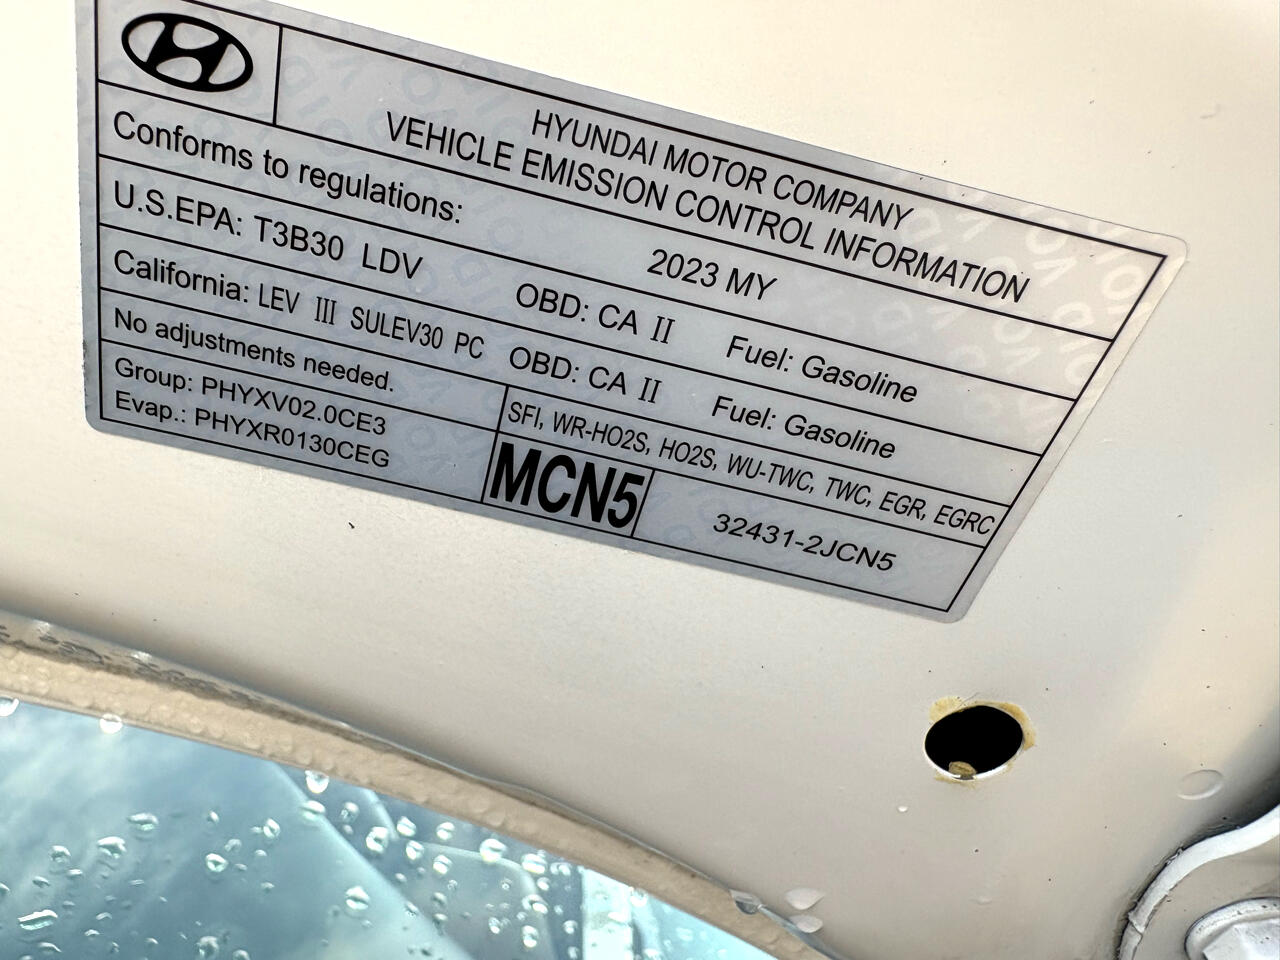 HYUNDAI MOTOR COMPANY
VEHICLE EMISSION CONTROL INFORMATION
Conforms to regulations: 2023 MY
U.S.EPA: T3B30 LDV OBD: CA II Fuel: Gasoline
California: LEV III SULEV30 PC OBD: CA II Fuel: Gasoline
No adjustments needed.
SFI, WR-HO2S, HO2S, WU-TWC, TWC, EGR, EGRC
Group: PHYXV02.0CE3
Evap.: PHYXR0130CEG
MCN5
32431-2JCN5